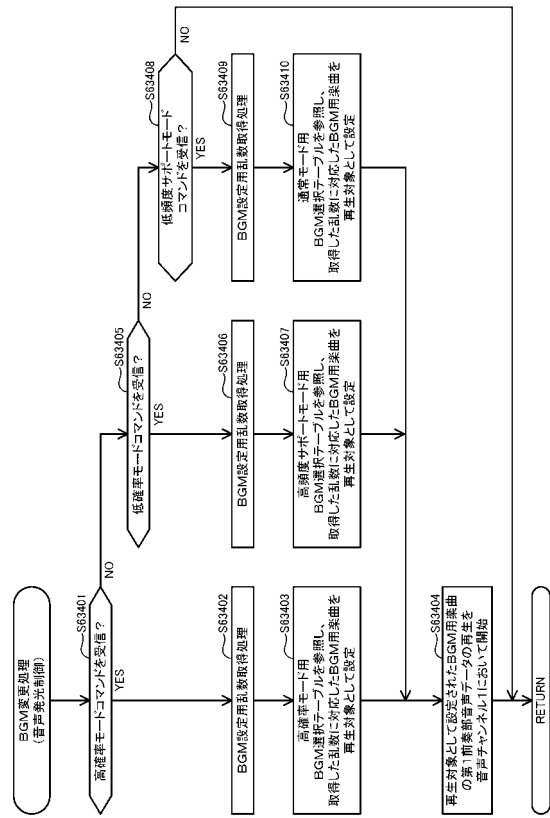 BGM変更処理
(音声発光制御)
S63401
高確率モードコマンドを受信？
NO
YES
S63402
BGM設定用乱数取得処理
S63403
高確率モード用
BGM選択テーブルを参照し、
取得した乱数に対応したBGM用楽曲を
再生対象として設定
S63404
再生対象として設定されたBGM用楽曲
の第1前奏部音声データの再生を
音声チャンネル1において開始
RETURN
S63405
低確率モードコマンドを受信？
NO
YES
S63406
BGM設定用乱数取得処理
S63407
高頻度サポートモード用
BGM選択テーブルを参照し、
取得した乱数に対応したBGM用楽曲を
再生対象として設定
S63408
低頻度サポートモード
コマンドを受信？
NO
YES
S63409
BGM設定用乱数取得処理
S63410
通常モード用
BGM選択テーブルを参照し、
取得した乱数に対応したBGM用楽曲を
再生対象として設定